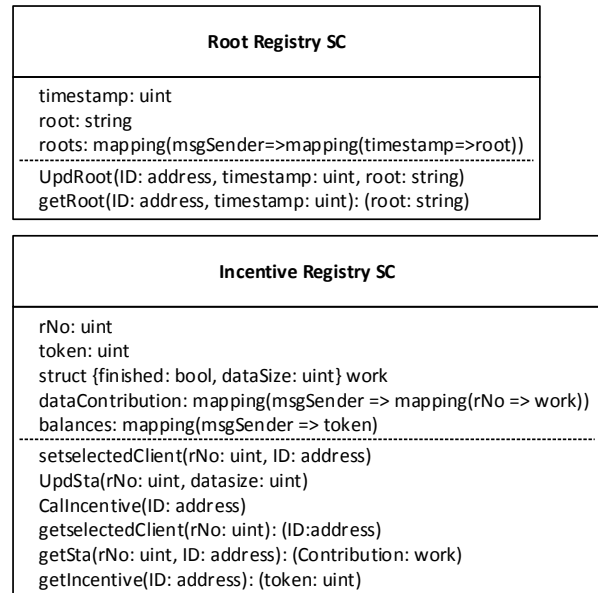 Root Registry SC
timestamp: uint
root: string
roots: mapping(msgSender=>mapping(timestamp=>root))
UpdRoot(ID: address, timestamp: uint, root: string)
getRoot(ID: address, timestamp: uint): (root: string)
Incentive Registry SC
rNo: uint
token: uint
struct {finished: bool, dataSize: uint} work
dataContribution: mapping(msgSender => mapping(rNo => work))
balances: mapping(msgSender => token)
setselectedClient(rNo: uint, ID: address)
UpdSta(rNo: uint, datasize: uint)
CalIncentive(ID: address)
getselectedClient(rNo: uint): (ID:address)
getSta(rNo: uint, ID: address): (Contribution: work)
getIncentive(ID: address): (token: uint)